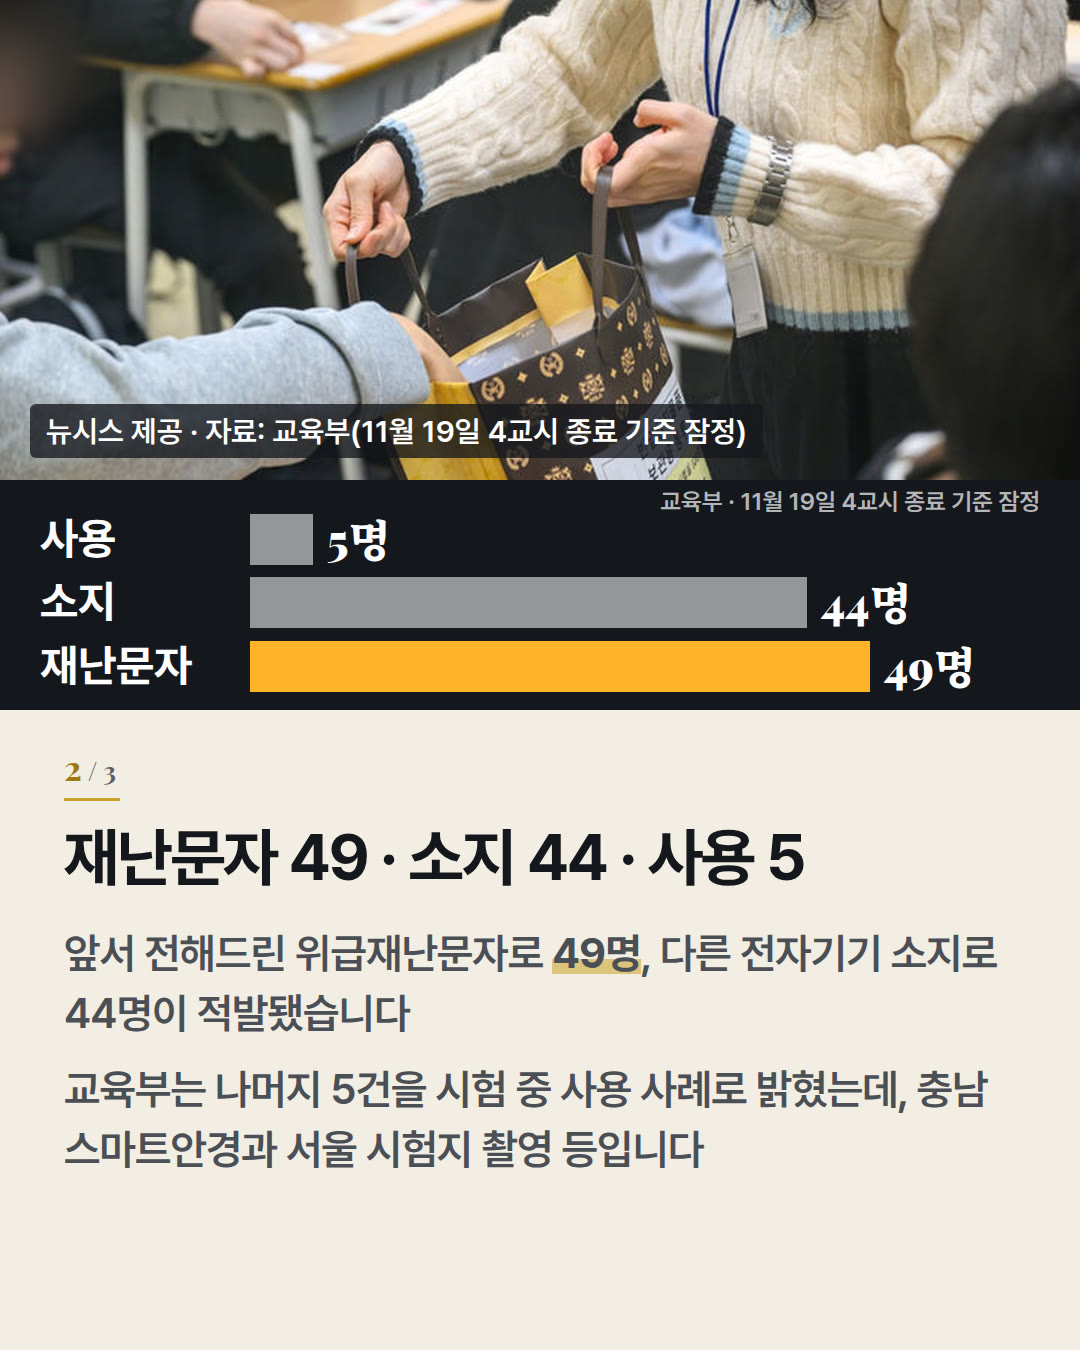 뉴시스 제공 · 자료: 교육부(11월 19일 4교시 종료 기준 잠정)
교육부 · 11월 19일 4교시 종료 기준 잠정
사용 5명
소지 44명
재난문자 49명
2 / 3
재난문자 49 · 소지 44 · 사용 5
앞서 전해드린 위급재난문자로 49명, 다른 전자기기 소지로
44명이 적발됐습니다
교육부는 나머지 5건을 시험 중 사용 사례로 밝혔는데, 충남
스마트안경과 서울 시험지 촬영 등입니다